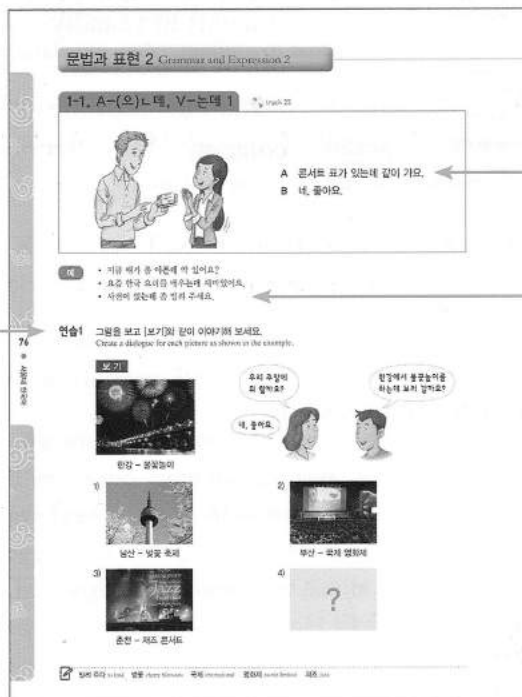 문법과 표현 2 Grammar and Expression 2
1-1. A-(으)ㄴ데, V-는데 1
track 25
A 콘서트 표가 있는데 같이 가요.
B 네, 좋아요.
예
• 지금 배가 좀 아픈데 약 있어요?
• 요즘 한국 요리를 배우는데 재미있어요.
• 사전이 없는데 좀 빌려 주세요.
연습1 그림을 보고 [보기]와 같이 이야기해 보세요.
Create a dialogue for each picture as shown in the example.
76
보기
우리 주말에
뭐 할까요?
한강에서 불꽃놀이를
하는데 보러 갈까요?
네, 좋아요.
한강 – 불꽃놀이
1)
남산 – 벚꽃 축제
2)
부산 – 국제 영화제
3)
Jazz
춘천 – 재즈 콘서트
4)
?
빌려 주다 to lend 벚꽃 cherry blossoms 국제 international 영화제 movie festival 재즈 jazz